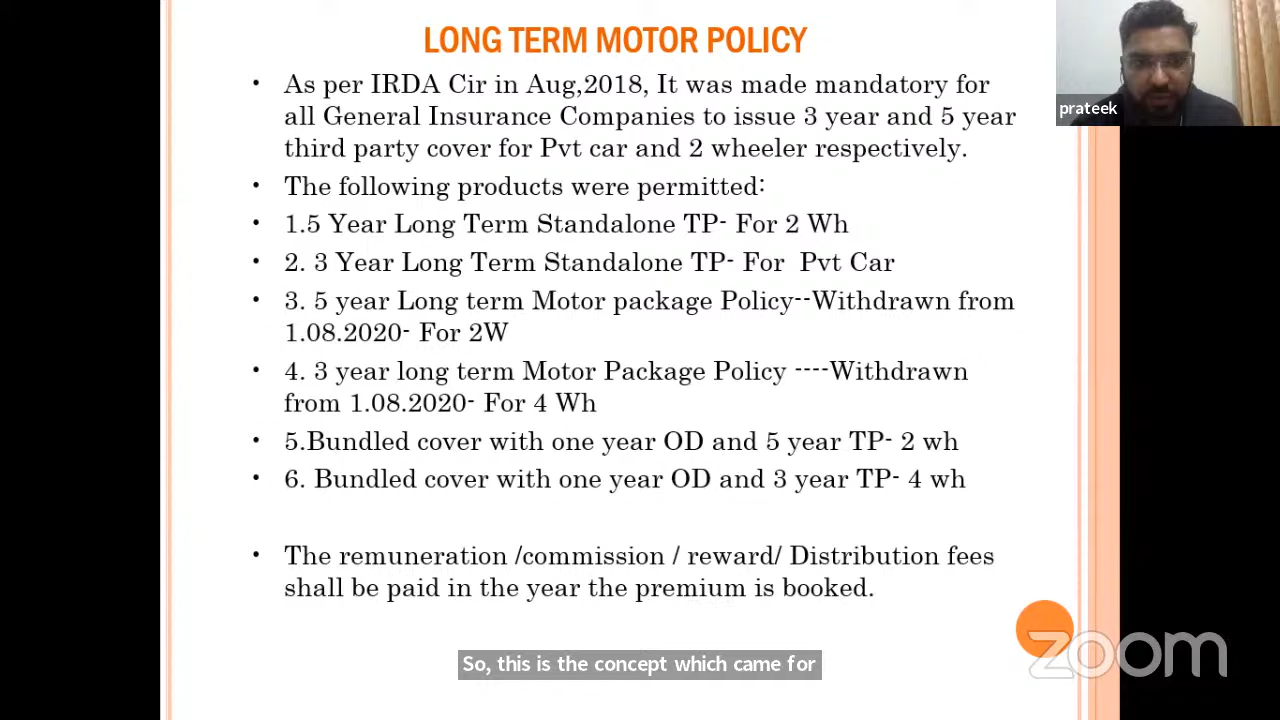 LONG TERM MOTOR POLICY
• As per IRDA Cir in Aug,2018, It was made mandatory for
all General Insurance Companies to issue 3 year and 5 year
third party cover for Pvt car and 2 wheeler respectively.
• The following products were permitted:
• 1.5 Year Long Term Standalone TP- For 2 Wh
• 2. 3 Year Long Term Standalone TP- For Pvt Car
• 3. 5 year Long term Motor package Policy--Withdrawn from
1.08.2020- For 2W
• 4. 3 year long term Motor Package Policy ----Withdrawn
from 1.08.2020- For 4 Wh
• 5.Bundled cover with one year OD and 5 year TP- 2 wh
• 6. Bundled cover with one year OD and 3 year TP- 4 wh
• The remuneration /commission / reward/ Distribution fees
shall be paid in the year the premium is booked.
prateek
So, this is the concept which came for
zoom